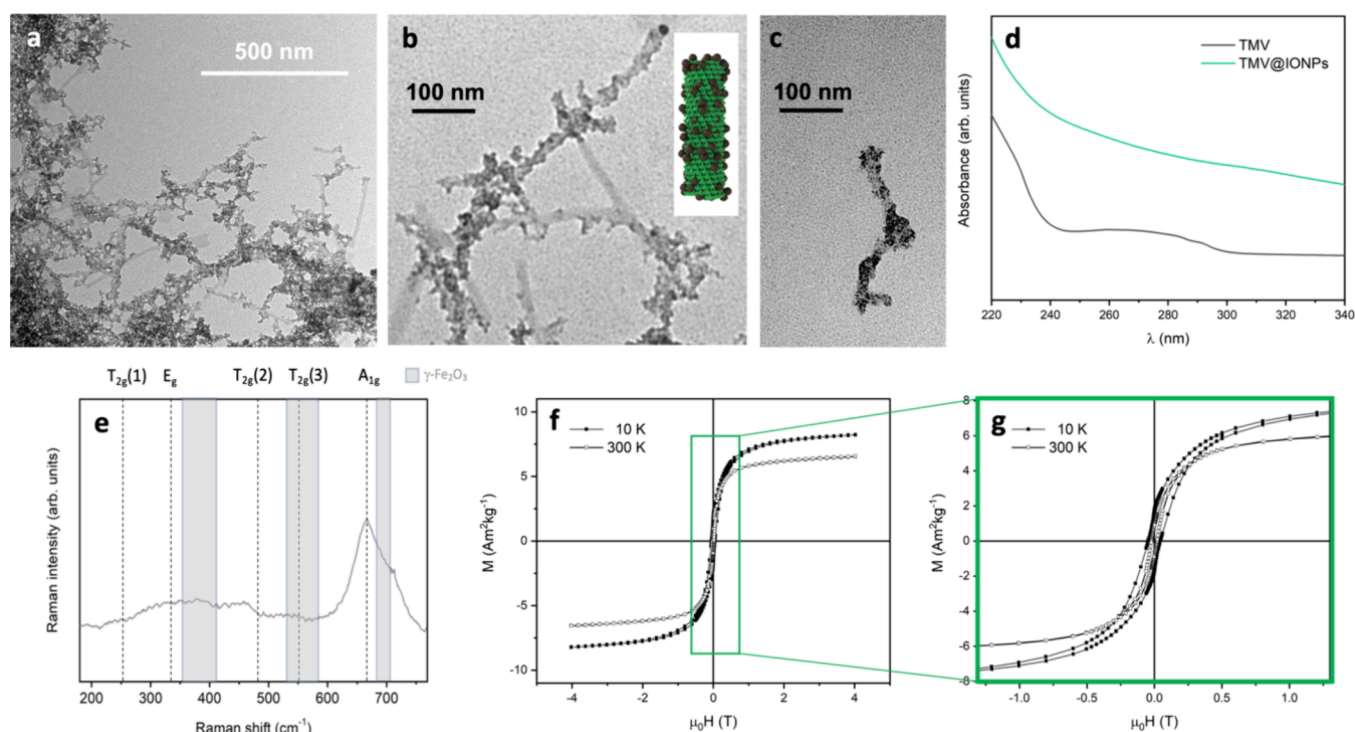 a
500 nm
b
100 nm
c
100 nm
d
TMV
TMV@IONPs
Absorbance (arb. units)
220 240 260 280 300 320 340
λ (nm)
T2g(1) Eg T2g(2) T2g(3) A1g γ-Fe2O3
e
Raman intensity (arb. units)
200 300 400 500 600 700
Raman shift (cm-1)
f
10 K
300 K
M (Am2kg-1)
10
5
0
-5
-10
-4 -2 0 2 4
μ0H (T)
g
10 K
300 K
M (Am2kg-1)
8
6
4
2
0
-2
-4
-6
-8
-1.0 -0.5 0.0 0.5 1.0
μ0H (T)